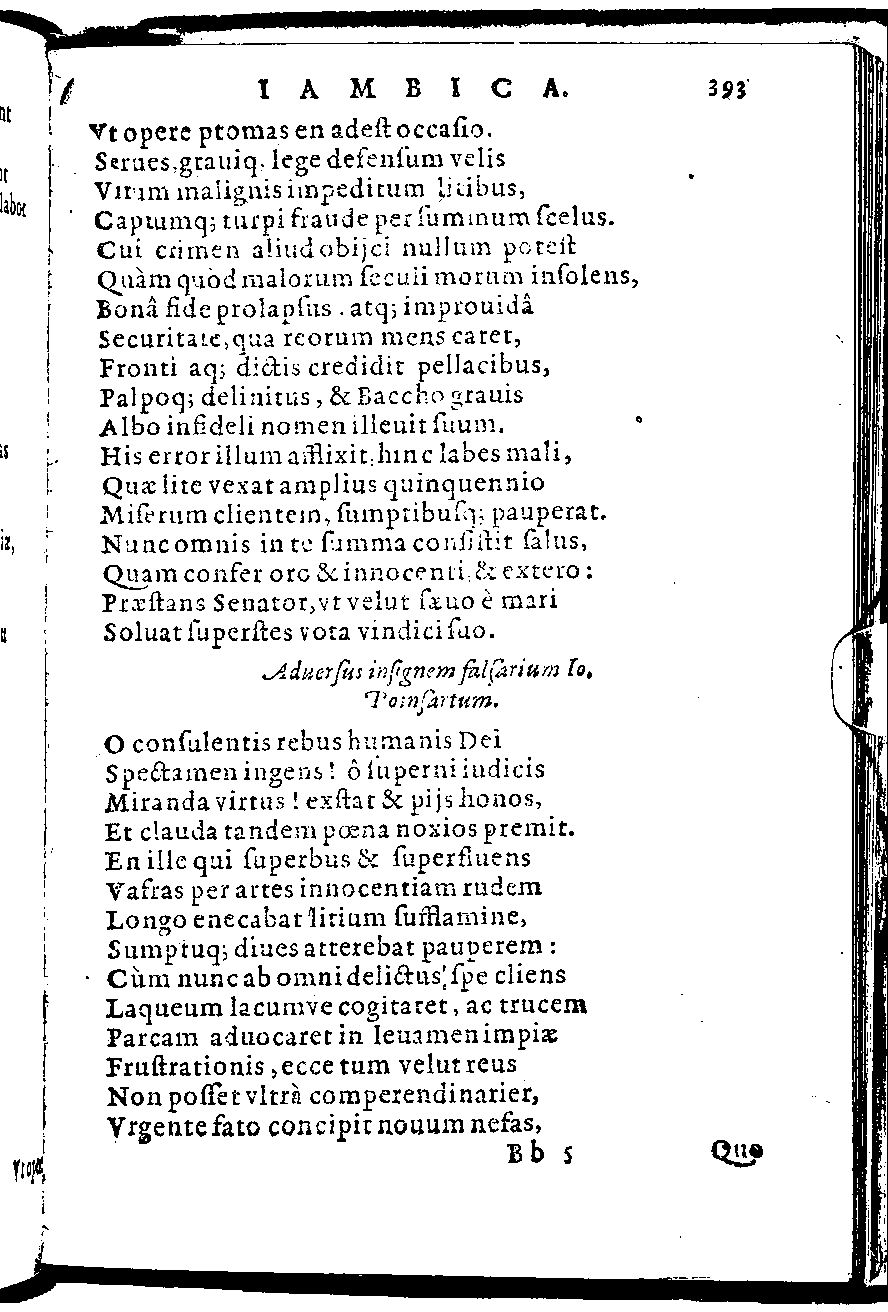 IAMBICA. 393
Vt opere ptomas en adeſt occaſio.
Serues, grauiq. lege defenſum velis
Virum malignis impeditum litibus,
Captumq; turpi fraude per ſummum ſcelus.
Cui crimen aliud obijci nullum poteſt
Quàm quòd malorum ſeculi morum inſolens,
Bonâ fide prolapſus. atq; improuidâ
Securitate, qua reorum mens caret,
Fronti aq; dictis credidit pellacibus,
Palpoq; delinitus, & Baccho grauis
Albo infideli nomen illeuit ſuum.
His error illum afflixit, hinc labes mali,
Quæ lite vexat amplius quinquennio
Miſerum clientem, ſumptibuſq; pauperat.
Nunc omnis in te ſumma conſiſtit ſalus,
Quam confer oro & innocenti, & extero:
Præſtans Senator, vt velut ſæuo è mari
Soluat ſuperſtes vota vindici ſuo.
Aduerſus inſignem falſarium Io.
Poinſartum.
O conſulentis rebus humanis Dei
Spectamen ingens! ô ſuperni iudicis
Miranda virtus! exſtat & pijs honos,
Et clauda tandem pœna noxios premit.
En ille qui ſuperbus & ſuperfluens
Vafras per artes innocentiam rudem
Longo enecabat litium ſufflamine,
Sumptuq; diues atterebat pauperem:
Cùm nunc ab omni delictus ſpe cliens
Laqueum lacumve cogitaret, ac trucem
Parcam aduocaret in leuamen impiæ
Fruſtrationis, ecce tum velut reus
Non poſſet vltrà comperendinarier,
Vrgente fato concipit nouum nefas,
Bb 5 Quo
nt
labor
Vt opere